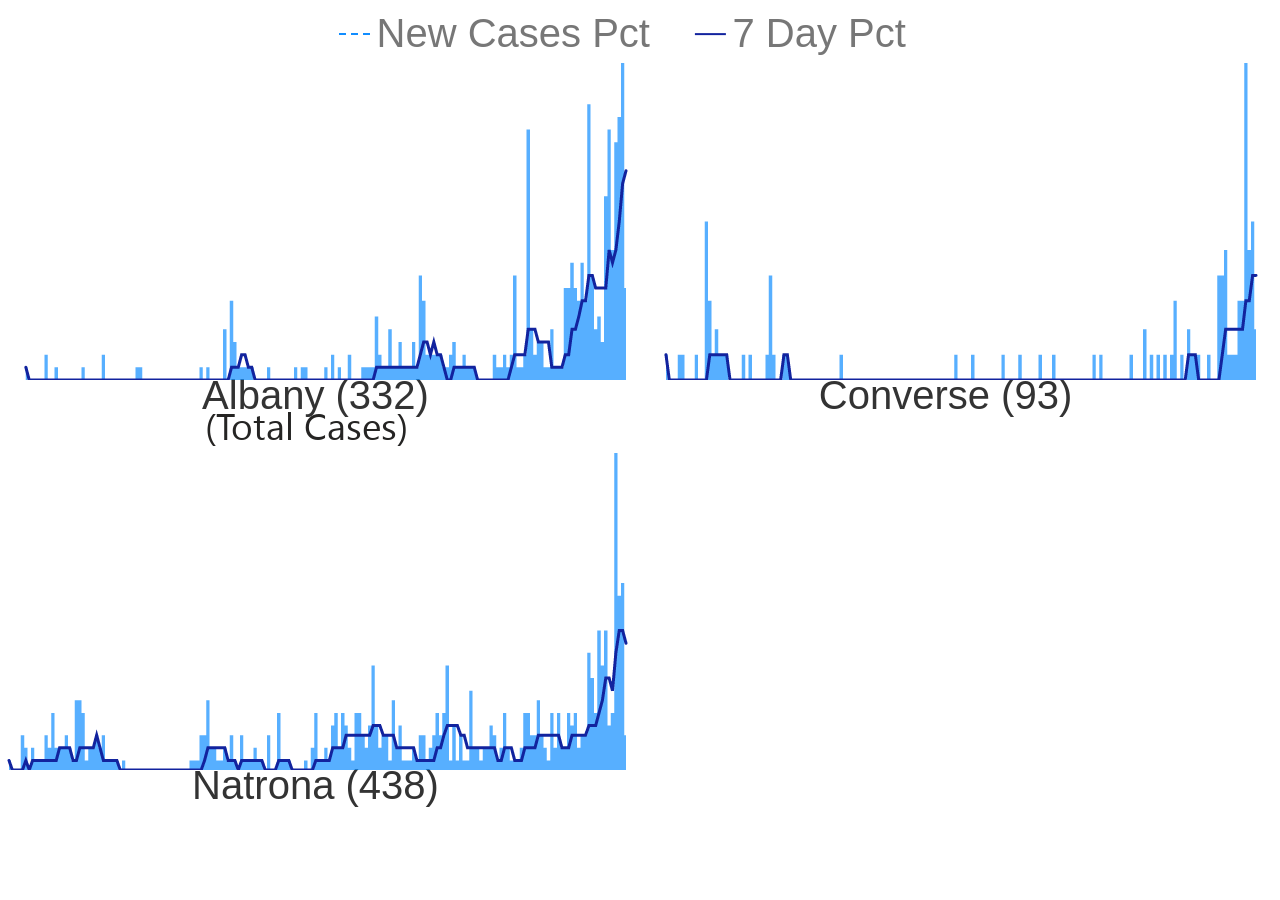 New Cases Pct 7 Day Pct
Albany (332)
(Total Cases)
Converse (93)
Natrona (438)